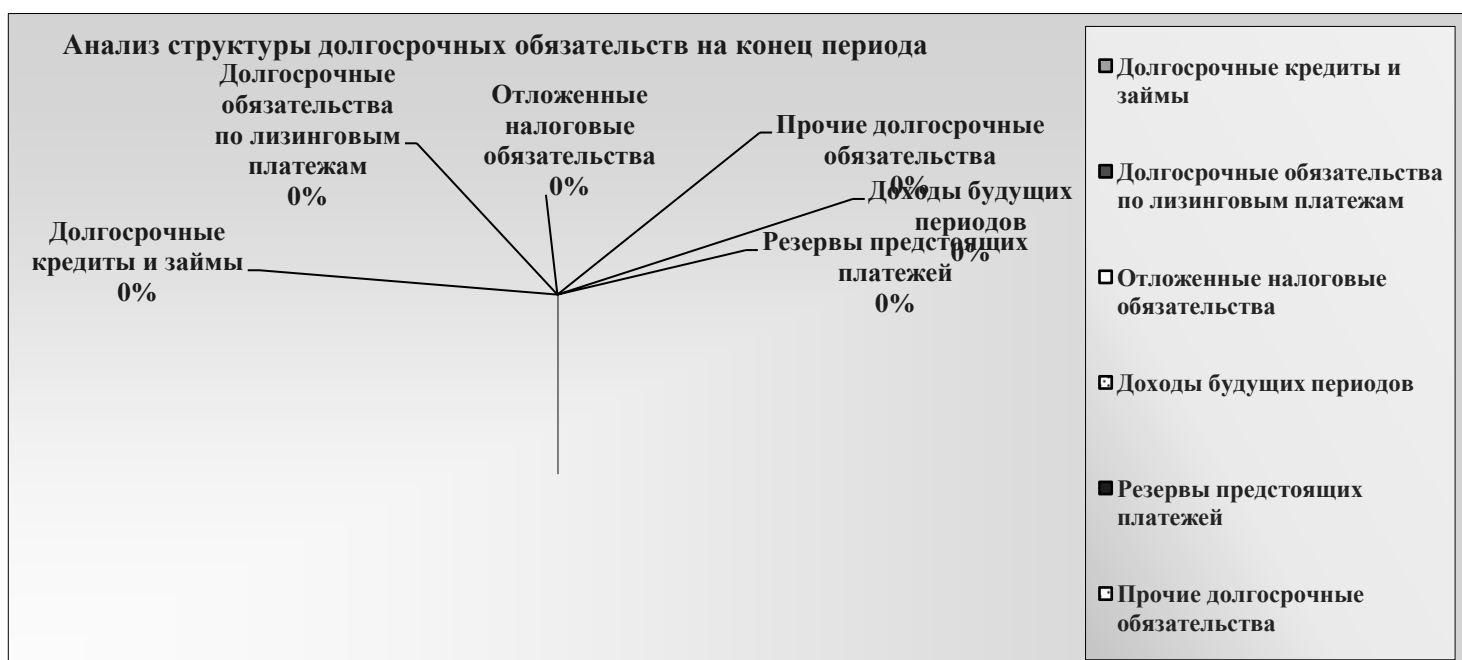 Анализ структуры долгосрочных обязательств на конец периода
Долгосрочные
обязательства
по лизинговым
платежам
0%
Отложенные
налоговые
обязательства
0%
Прочие долгосрочные
обязательства
0%
Доходы будущих
периодов
0%
Резервы предстоящих
платежей
0%
Долгосрочные
кредиты и займы
0%
Долгосрочные кредиты и
займы
Долгосрочные обязательства
по лизинговым платежам
Отложенные налоговые
обязательства
Доходы будущих периодов
Резервы предстоящих
платежей
Прочие долгосрочные
обязательства